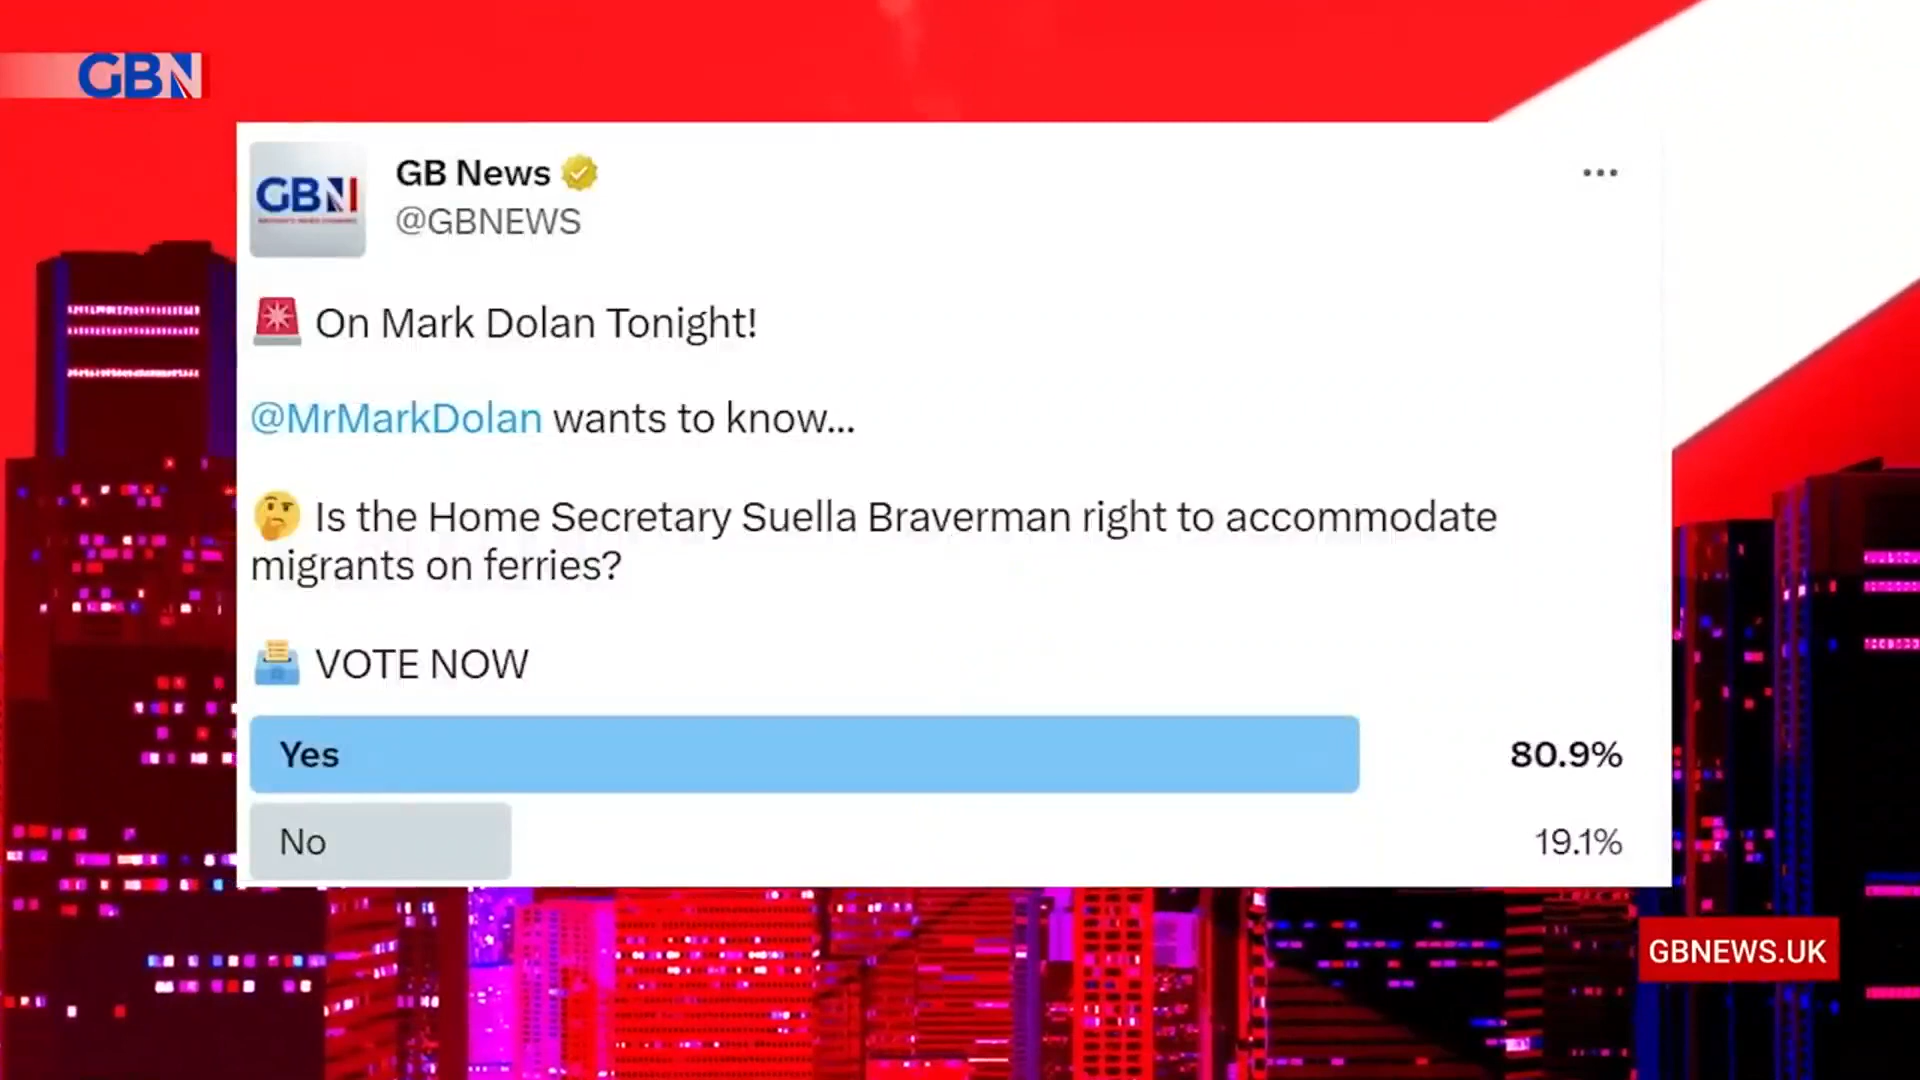 GBN
GBN
GB News
@GBNEWS
🚨 On Mark Dolan Tonight!
@MrMarkDolan wants to know...
🤔 Is the Home Secretary Suella Braverman right to accommodate
migrants on ferries?
🗳️ VOTE NOW
Yes 80.9%
No 19.1%
GBNEWS.UK